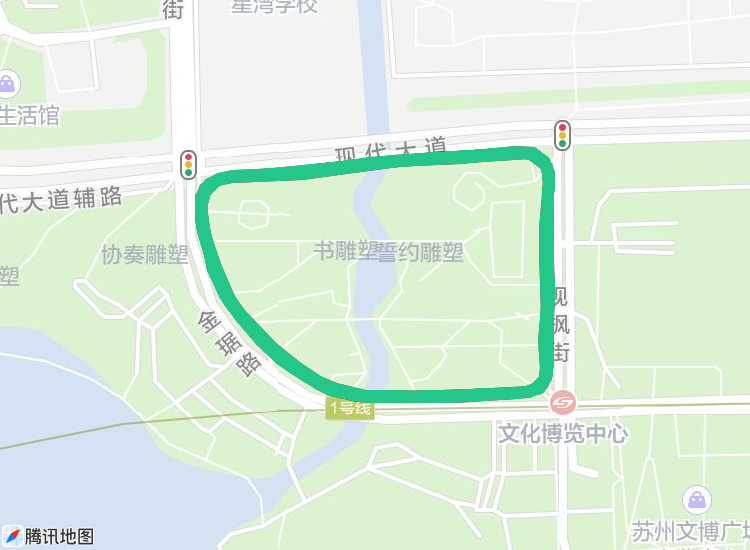 街
星湾学校
生活馆
现代大道
代大道辅路
协奏雕塑
书雕塑
誓约雕塑
塑
金琚路
观枫街
1号线
文化博览中心
苏州文博广场
腾讯地图